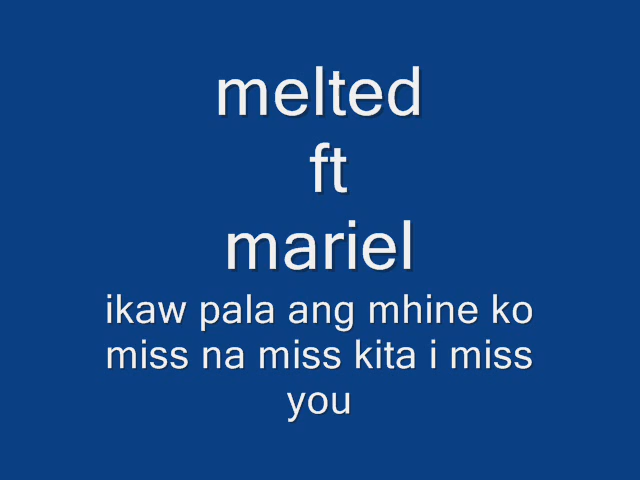 melted
ft
mariel
ikaw pala ang mhine ko
miss na miss kita i miss
you